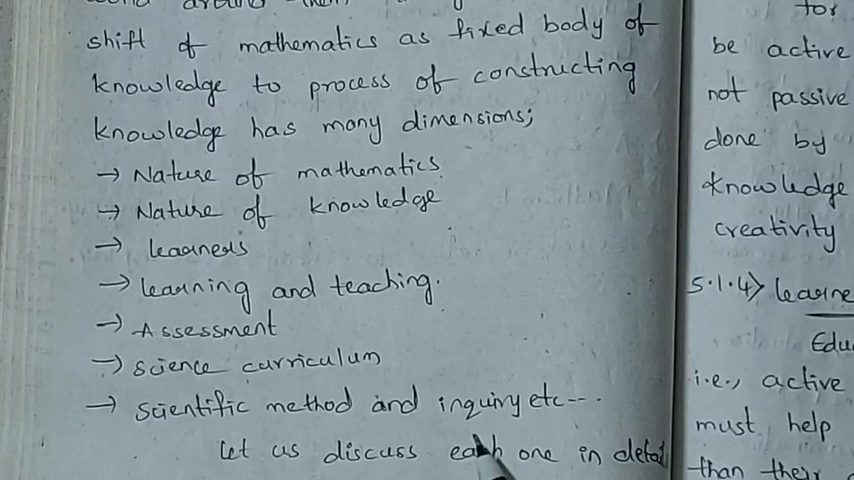 shift of mathematics as fixed body of
knowledge to process of constructing
knowledge has many dimensions;
→ Nature of mathematics.
→ Nature of knowledge
→ learners
→ learning and teaching.
→ Assessment
→ science curriculum
→ scientific method and inquiry etc---.
let us discuss each one in detail
for
be active
not passive
done by
knowledge
creativity
5.1.4> learne
Edu
i.e., active
must help
than their